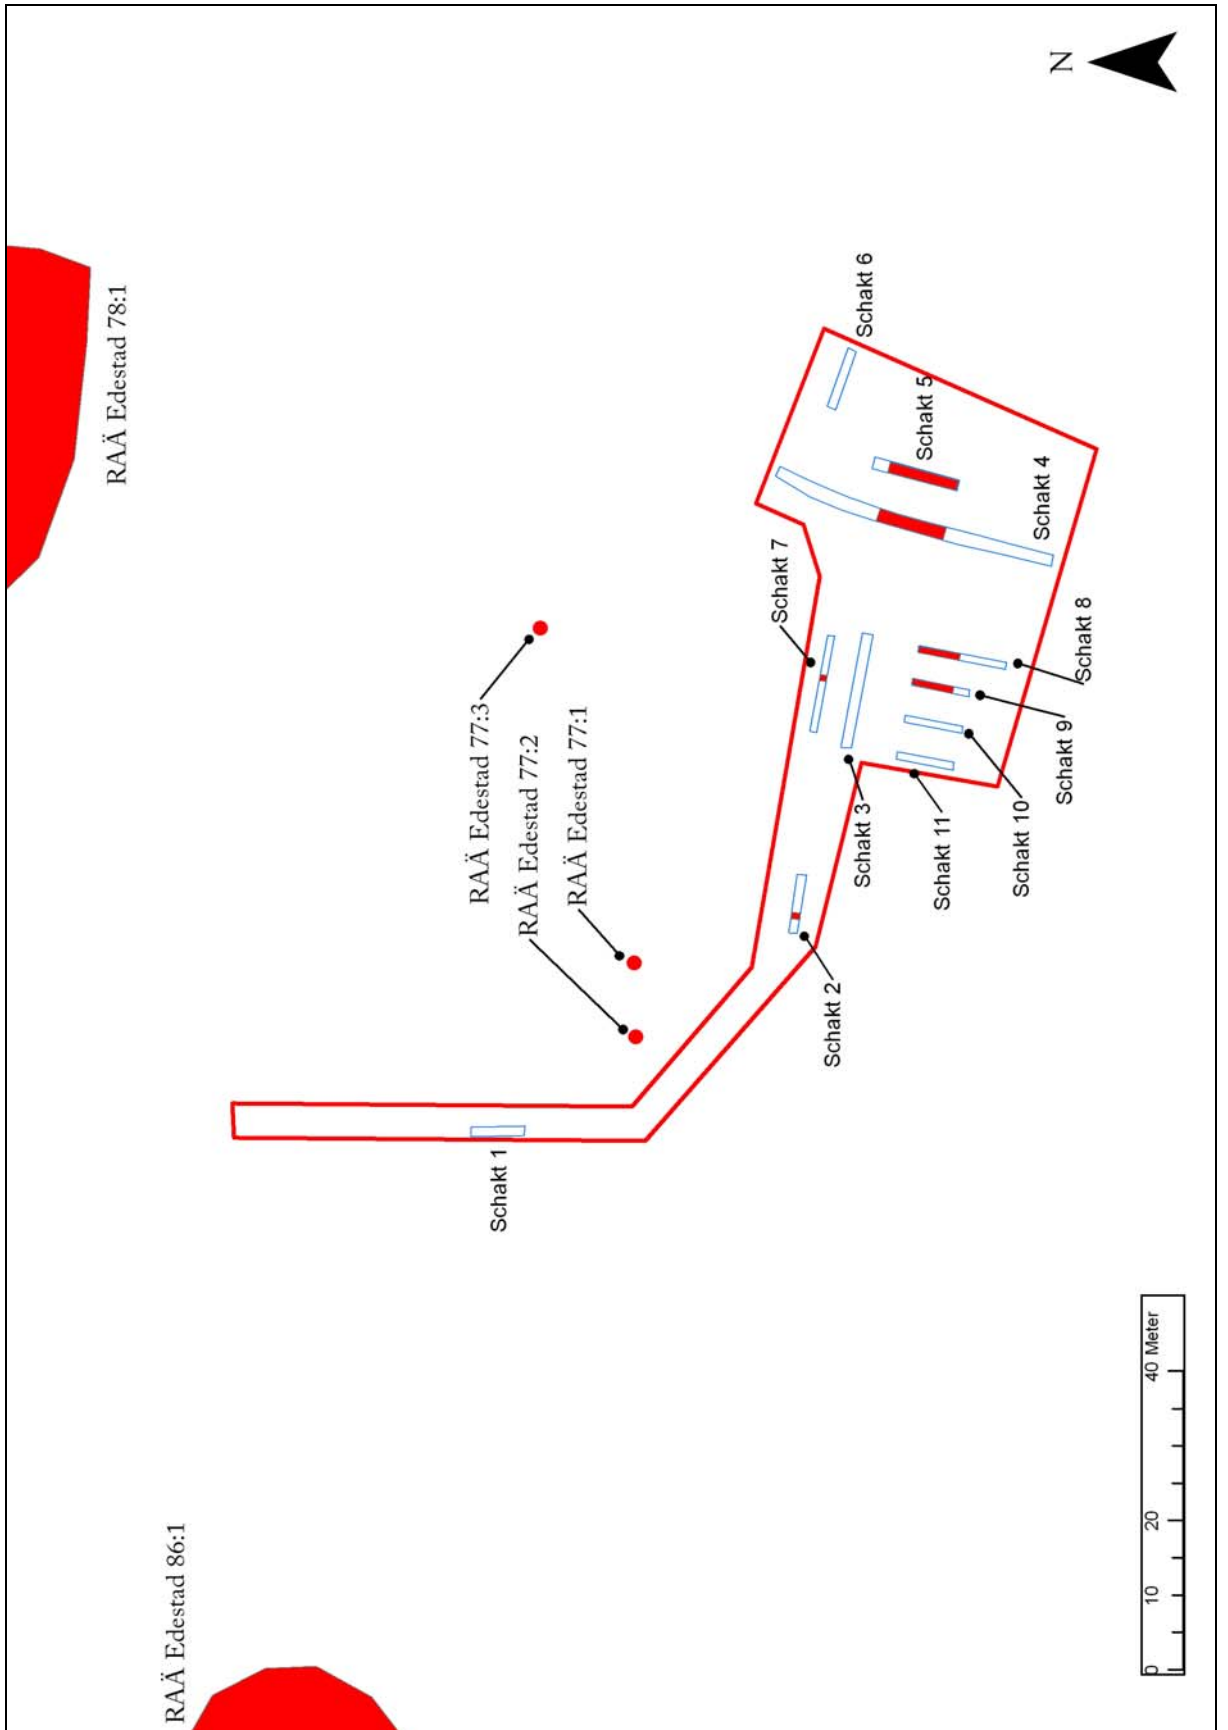 N
RAÄ Edestad 78:1
Schakt 6
Schakt 5
Schakt 4
Schakt 7
Schakt 8
RAÄ Edestad 77:3
RAÄ Edestad 77:2
RAÄ Edestad 77:1
Schakt 9
Schakt 3
Schakt 11
Schakt 10
Schakt 2
Schakt 1
RAÄ Edestad 86:1
0 10 20 40 Meter